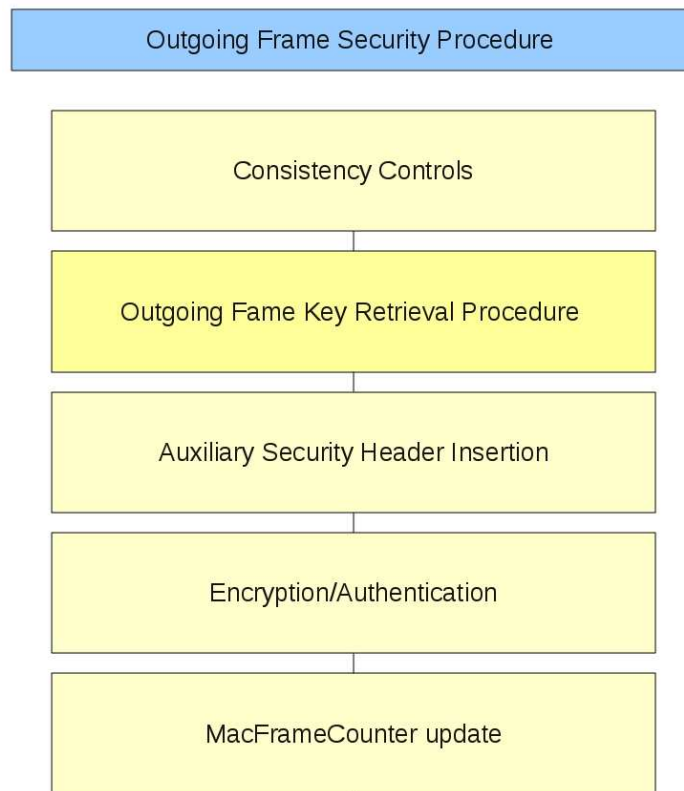 Outgoing Frame Security Procedure
Consistency Controls
Outgoing Fame Key Retrieval Procedure
Auxiliary Security Header Insertion
Encryption/Authentication
MacFrameCounter update